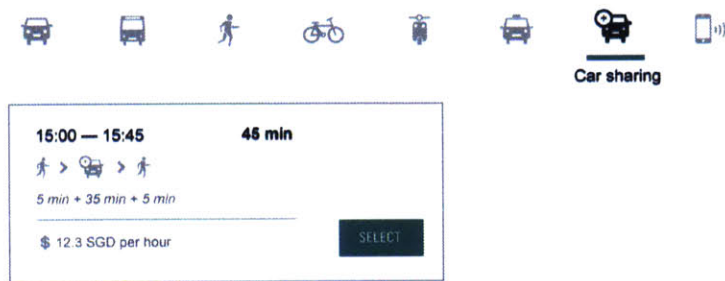 Car sharing
15:00 — 15:45 45 min
5 min + 35 min + 5 min
$ 12.3 SGD per hour
SELECT